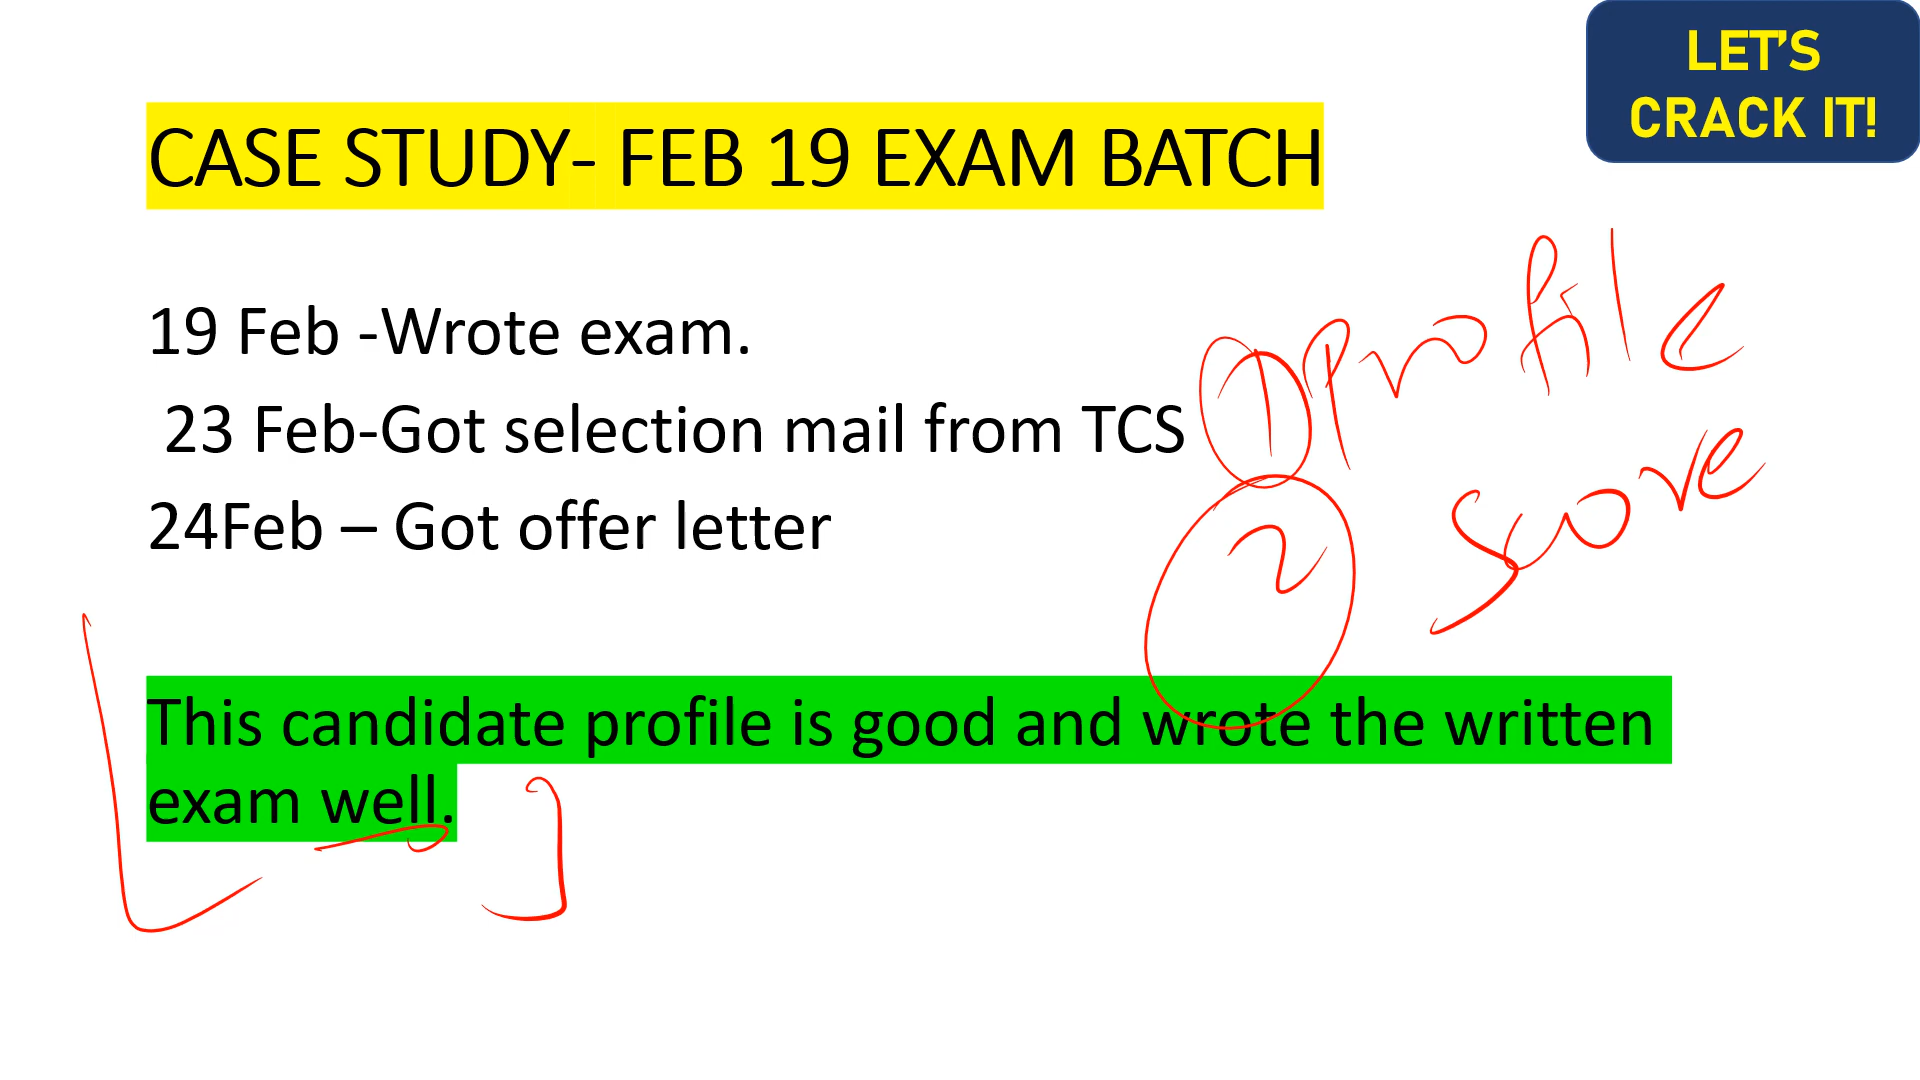 LET'S
CRACK IT!
CASE STUDY- FEB 19 EXAM BATCH
19 Feb -Wrote exam.
23 Feb-Got selection mail from TCS
24Feb – Got offer letter
1 Profile
2 Score
This candidate profile is good and wrote the written
exam well.